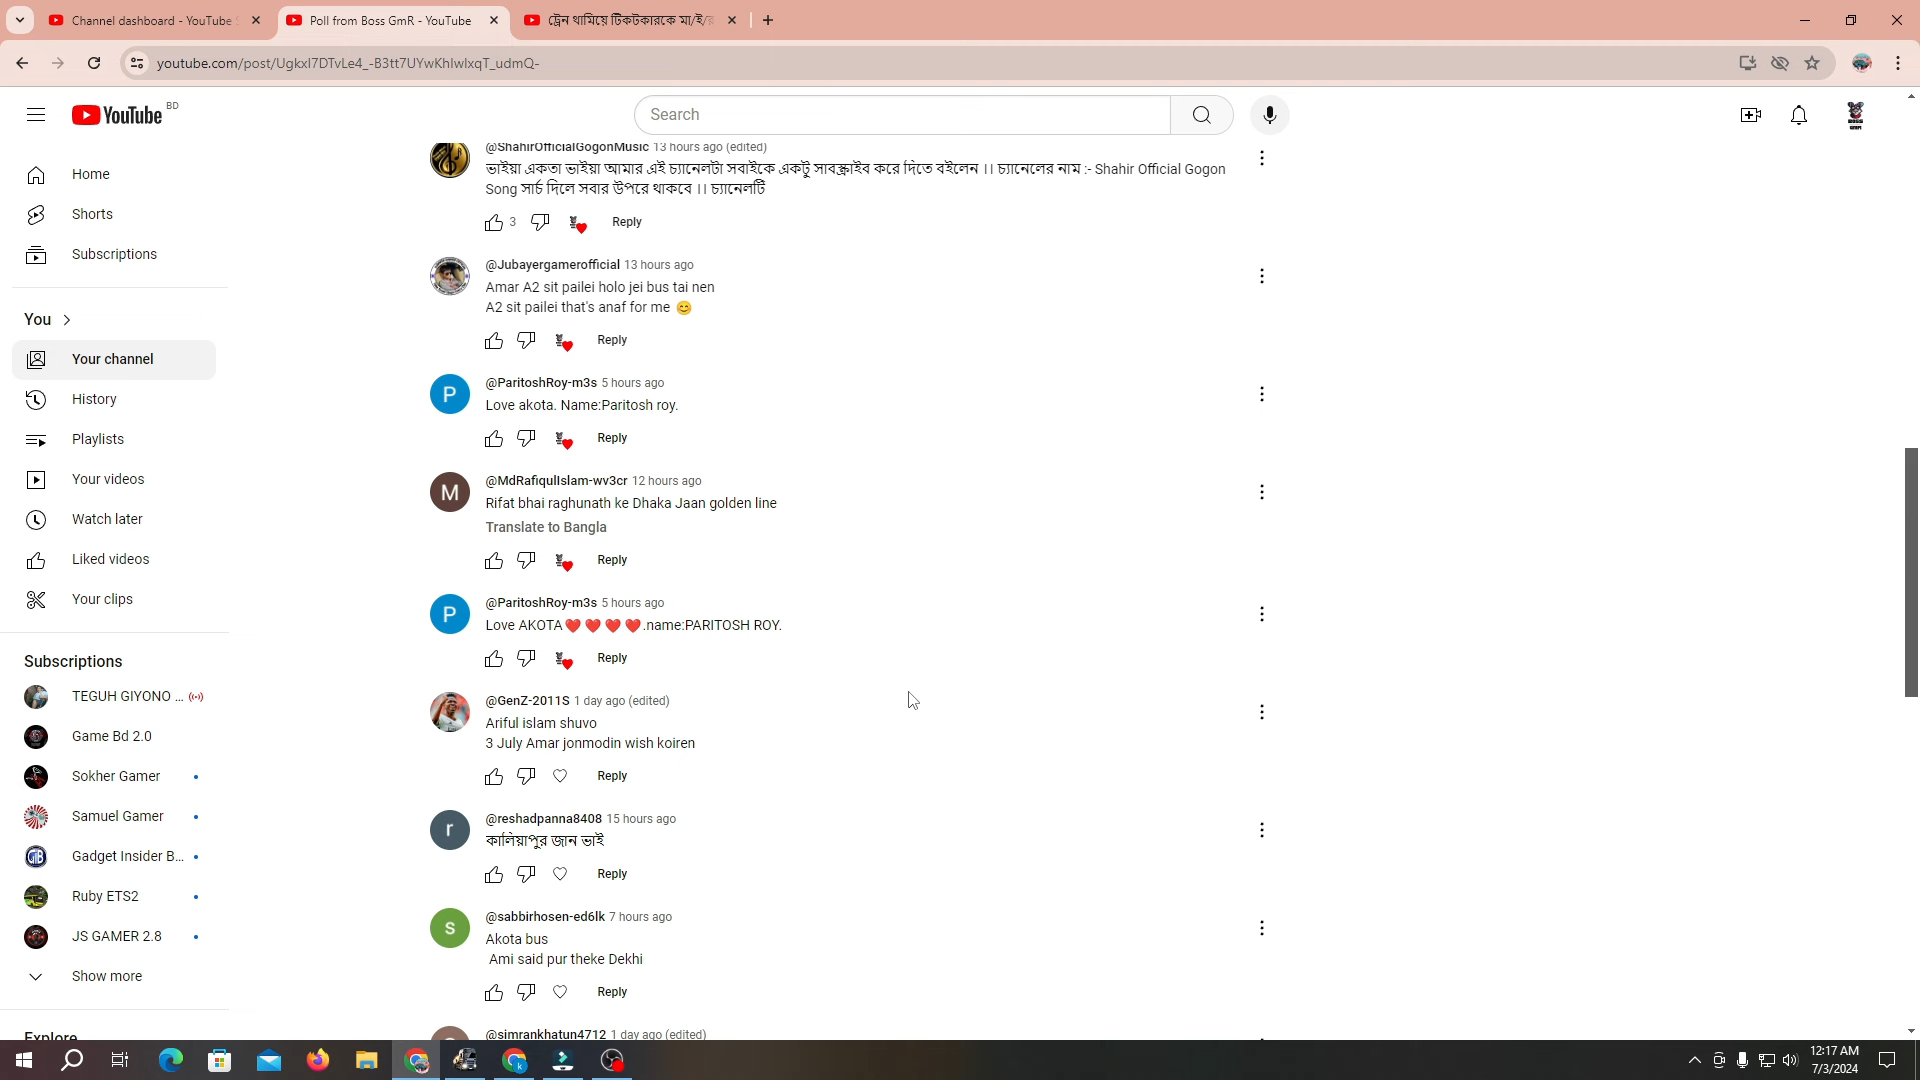 Channel dashboard - YouTube
Poll from Boss GmR - YouTube
ট্রেন থামিয়ে টিকটকারকে মা/ই/
youtube.com/post/UgkxI7DTvLe4_-B3tt7UYwKhIwIxqT_udmQ-
YouTube BD
Search
Home
Shorts
Subscriptions
You
Your channel
History
Playlists
Your videos
Watch later
Liked videos
Your clips
Subscriptions
TEGUH GIYONO ...
Game Bd 2.0
Sokher Gamer
Samuel Gamer
Gadget Insider B...
Ruby ETS2
JS GAMER 2.8
Show more
Explore
@ShahirOfficialGogonMusic 13 hours ago (edited)
ভাইয়া একতা ভাইয়া আমার এই চ্যানেলটা সবাইকে একটু সাবস্ক্রাইব করে দিতে বইলেন ।। চ্যানেলের নাম :- Shahir Official Gogon
Song সার্চ দিলে সবার উপরে থাকবে ।। চ্যানেলটি
3 Reply
@Jubayergamerofficial 13 hours ago
Amar A2 sit pailei holo jei bus tai nen
A2 sit pailei that's anaf for me 😊
Reply
P
@ParitoshRoy-m3s 5 hours ago
Love akota. Name:Paritosh roy.
Reply
M
@MdRafiqulIslam-wv3cr 12 hours ago
Rifat bhai raghunath ke Dhaka Jaan golden line
Translate to Bangla
Reply
P
@ParitoshRoy-m3s 5 hours ago
Love AKOTA❤️❤️❤️❤️.name:PARITOSH ROY.
Reply
@GenZ-2011S 1 day ago (edited)
Ariful islam shuvo
3 July Amar jonmodin wish koiren
Reply
r
@reshadpanna8408 15 hours ago
কালিয়াপুর জান ভাই
Reply
s
@sabbirhosen-ed6lk 7 hours ago
Akota bus
Ami said pur theke Dekhi
Reply
@simrankhatun4712 1 day ago (edited)
12:17 AM
7/3/2024